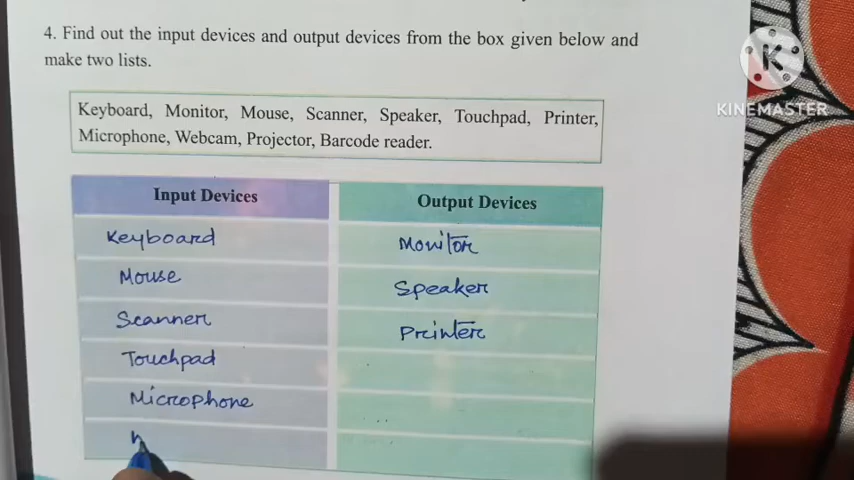 4. Find out the input devices and output devices from the box given below and
make two lists.
KINEMASTER
Keyboard, Monitor, Mouse, Scanner, Speaker, Touchpad, Printer,
Microphone, Webcam, Projector, Barcode reader.
Input Devices Output Devices
Keyboard Monitor
Mouse Speaker
Scanner Printer
Touchpad
Microphone